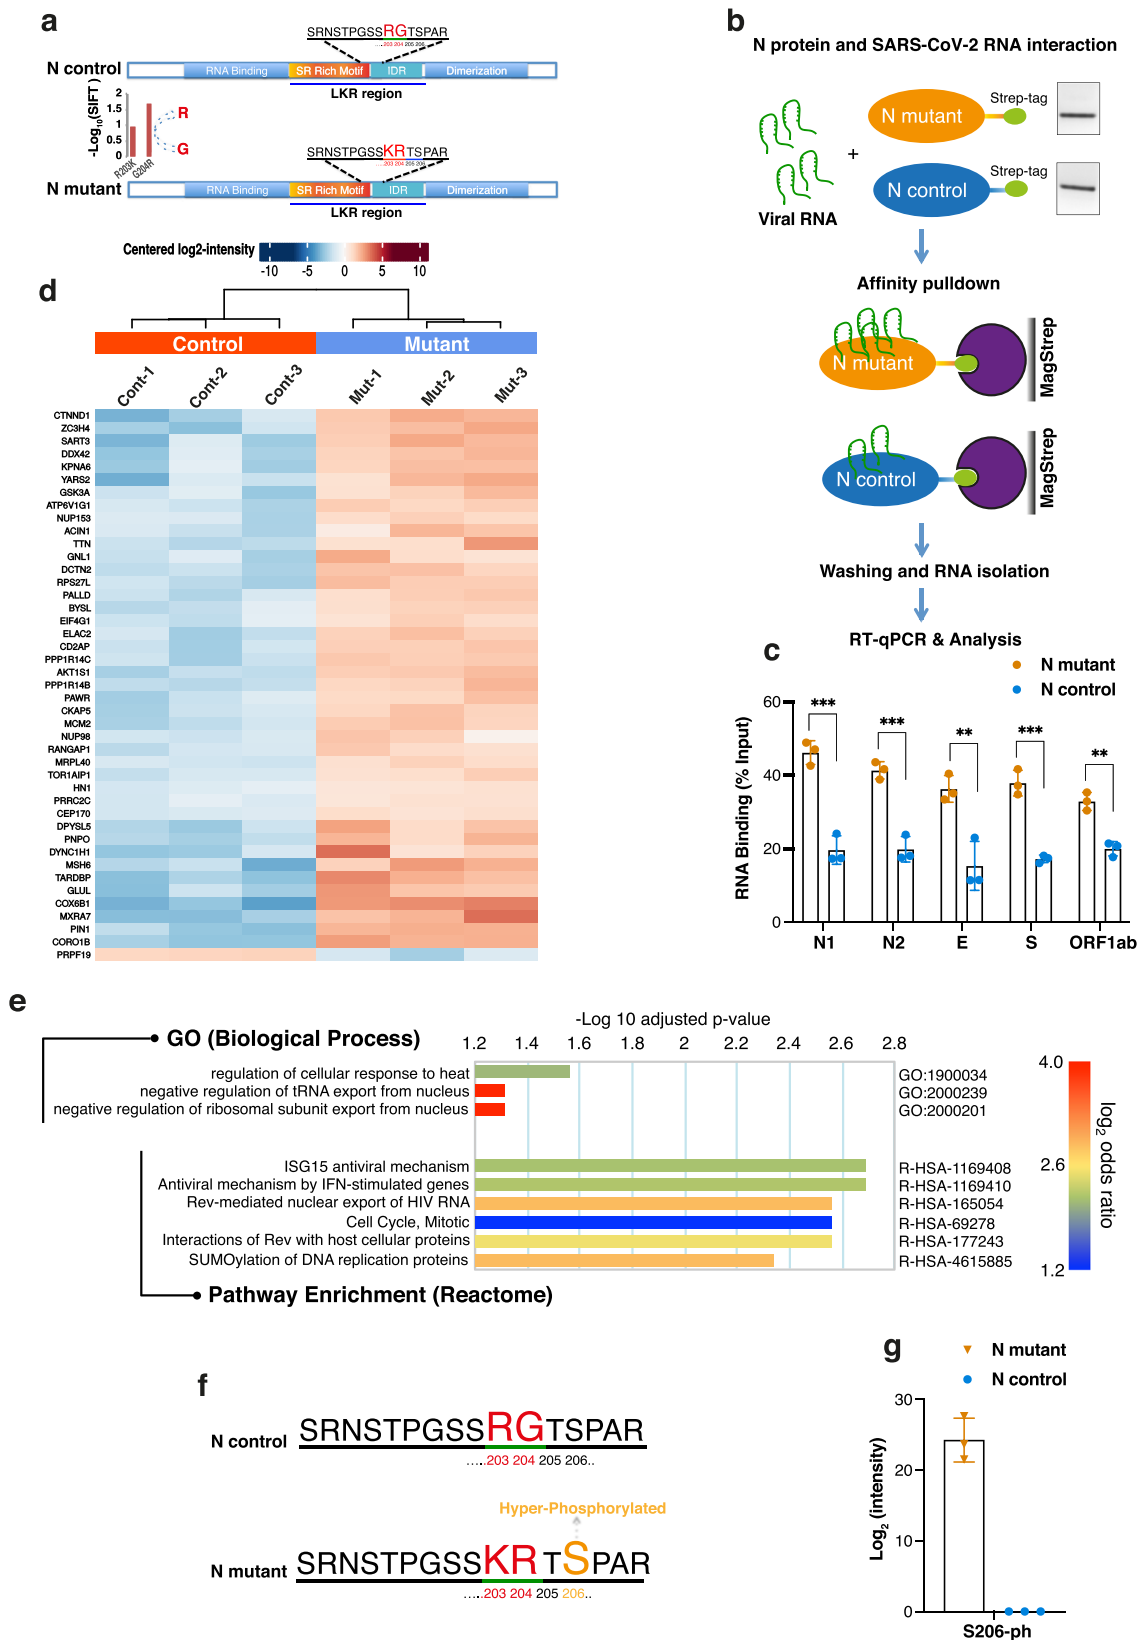 a
SRNSTPGSSRGTSPAR
....203 204 205 206..
N control
RNA Binding
SR Rich Motif
IDR
Dimerization
LKR region
-Log10(SIFT)
2
1.5
1
0.5
0
R203K
G204R
R
G
SRNSTPGSSKRTSPAR
....203 204 205 206..
N mutant
RNA Binding
SR Rich Motif
IDR
Dimerization
LKR region
b
N protein and SARS-CoV-2 RNA interaction
Viral RNA
+
N mutant
Strep-tag
N control
Strep-tag
Affinity pulldown
N mutant
MagStrep
N control
MagStrep
Washing and RNA isolation
RT-qPCR & Analysis
c
N mutant
N control
RNA Binding (% Input)
60
40
20
0
***
***
**
***
**
N1
N2
E
S
ORF1ab
Centered log2-intensity
-10
-5
0
5
10
d
Control
Mutant
Cont-1
Cont-2
Cont-3
Mut-1
Mut-2
Mut-3
CTNND1
ZC3H4
SART3
DDX42
KPNA6
YARS2
GSK3A
ATP6V1G1
NUP153
ACIN1
TTN
GNL1
DCTN2
RPS27L
PALLD
BYSL
EIF4G1
ELAC2
CD2AP
PPP1R14C
AKT1S1
PPP1R14B
PAWR
CKAP5
MCM2
NUP98
RANGAP1
MRPL40
TOR1AIP1
HN1
PRRC2C
CEP170
DPYSL5
PNPO
DYNC1H1
MSH6
TARDBP
GLUL
COX6B1
MXRA7
PIN1
CORO1B
PRPF19
e
GO (Biological Process)
-Log 10 adjusted p-value
1.2 1.4 1.6 1.8 2 2.2 2.4 2.6 2.8
regulation of cellular response to heat
GO:1900034
negative regulation of tRNA export from nucleus
GO:2000239
negative regulation of ribosomal subunit export from nucleus
GO:2000201
ISG15 antiviral mechanism
R-HSA-1169408
Antiviral mechanism by IFN-stimulated genes
R-HSA-1169410
Rev-mediated nuclear export of HIV RNA
R-HSA-165054
Cell Cycle, Mitotic
R-HSA-69278
Interactions of Rev with host cellular proteins
R-HSA-177243
SUMOylation of DNA replication proteins
R-HSA-4615885
Pathway Enrichment (Reactome)
4.0
2.6
1.2
log2 odds ratio
f
N control
SRNSTPGSSRGTSPAR
.....203 204 205 206..
Hyper-Phosphorylated
N mutant
SRNSTPGSSKR TSPAR
.....203 204 205 206..
g
N mutant
N control
Log2 (intensity)
30
20
10
0
S206-ph